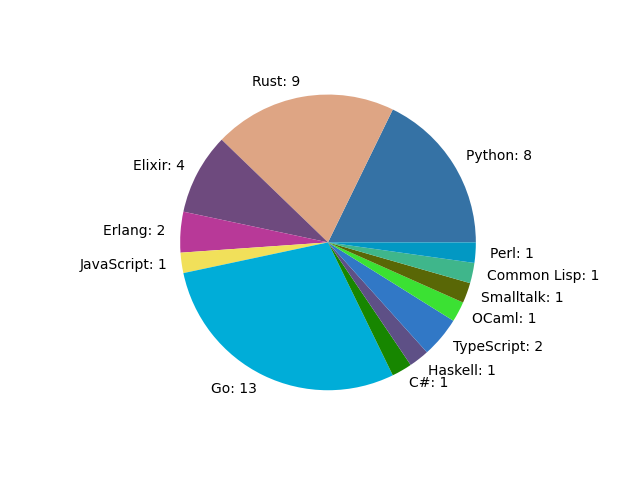 Rust: 9
Python: 8
Elixir: 4
Erlang: 2
Perl: 1
JavaScript: 1
Common Lisp: 1
Smalltalk: 1
OCaml: 1
TypeScript: 2
Haskell: 1
C#: 1
Go: 13